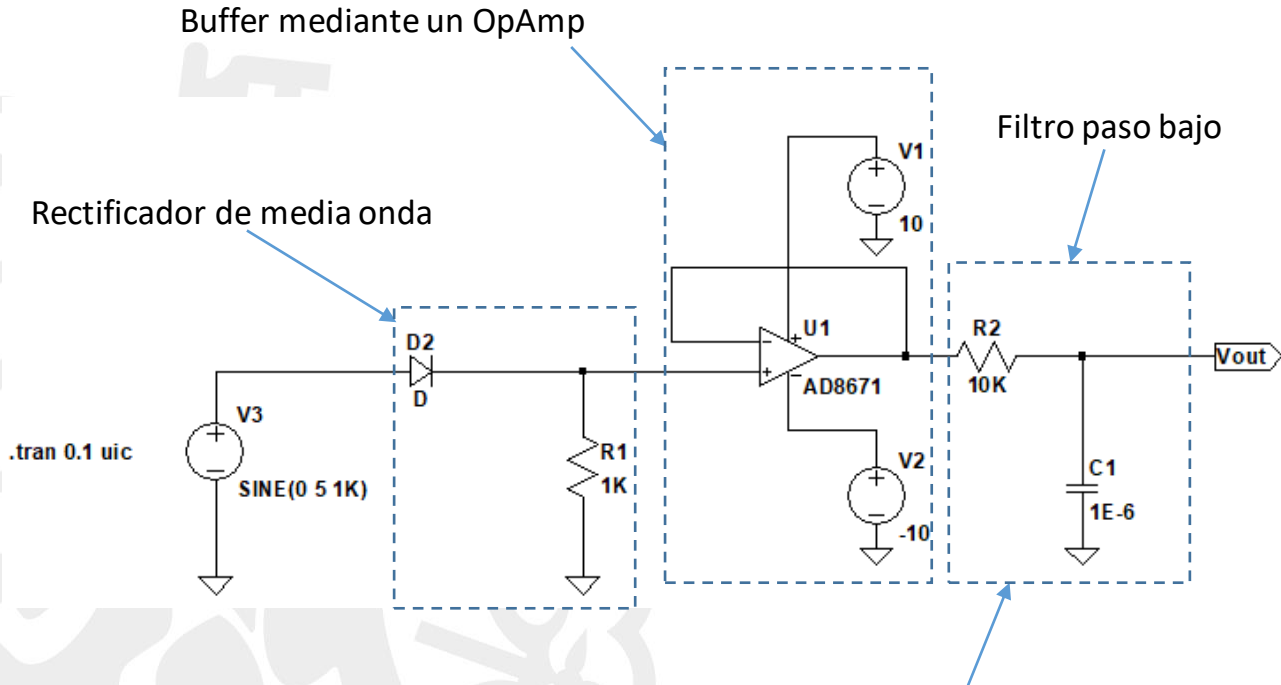 Buffer mediante un OpAmp
Filtro paso bajo
Rectificador de media onda
V1
10
D2
D
V3
.tran 0.1 uic
SINE(0 5 1K)
R1
1K
U1
AD8671
V2
-10
R2
10K
Vout
C1
1E-6